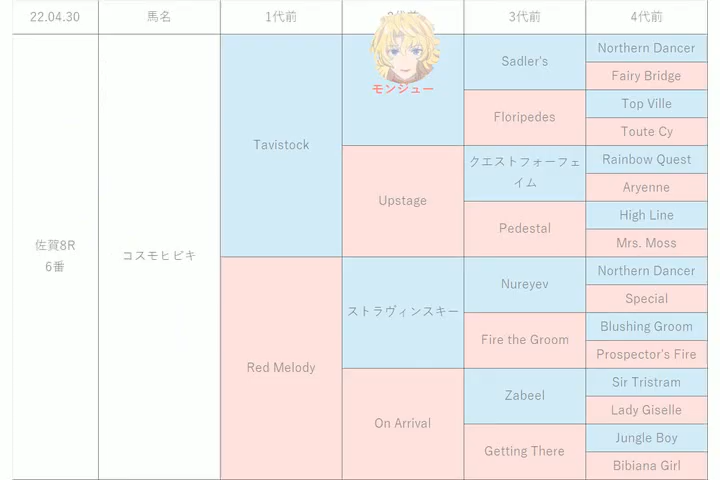 22.04.30
馬名
1代前
3代前
4代前
佐賀8R
6番
コスモヒビキ
Tavistock
モンジュー
Sadler's
Northern Dancer
Fairy Bridge
Floripedes
Top Ville
Toute Cy
Upstage
クエストフォーフェ
イム
Rainbow Quest
Aryenne
Pedestal
High Line
Mrs. Moss
Red Melody
ストラヴィンスキー
Nureyev
Northern Dancer
Special
Fire the Groom
Blushing Groom
Prospector's Fire
On Arrival
Zabeel
Sir Tristram
Lady Giselle
Getting There
Jungle Boy
Bibiana Girl